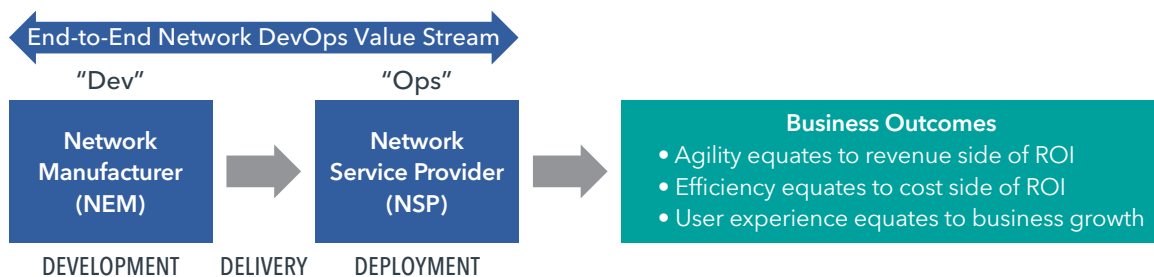 End-to-End Network DevOps Value Stream
“Dev”
“Ops”
Network
Manufacturer
(NEM)
Network
Service Provider
(NSP)
Business Outcomes
• Agility equates to revenue side of ROI
• Efficiency equates to cost side of ROI
• User experience equates to business growth
DEVELOPMENT
DELIVERY
DEPLOYMENT